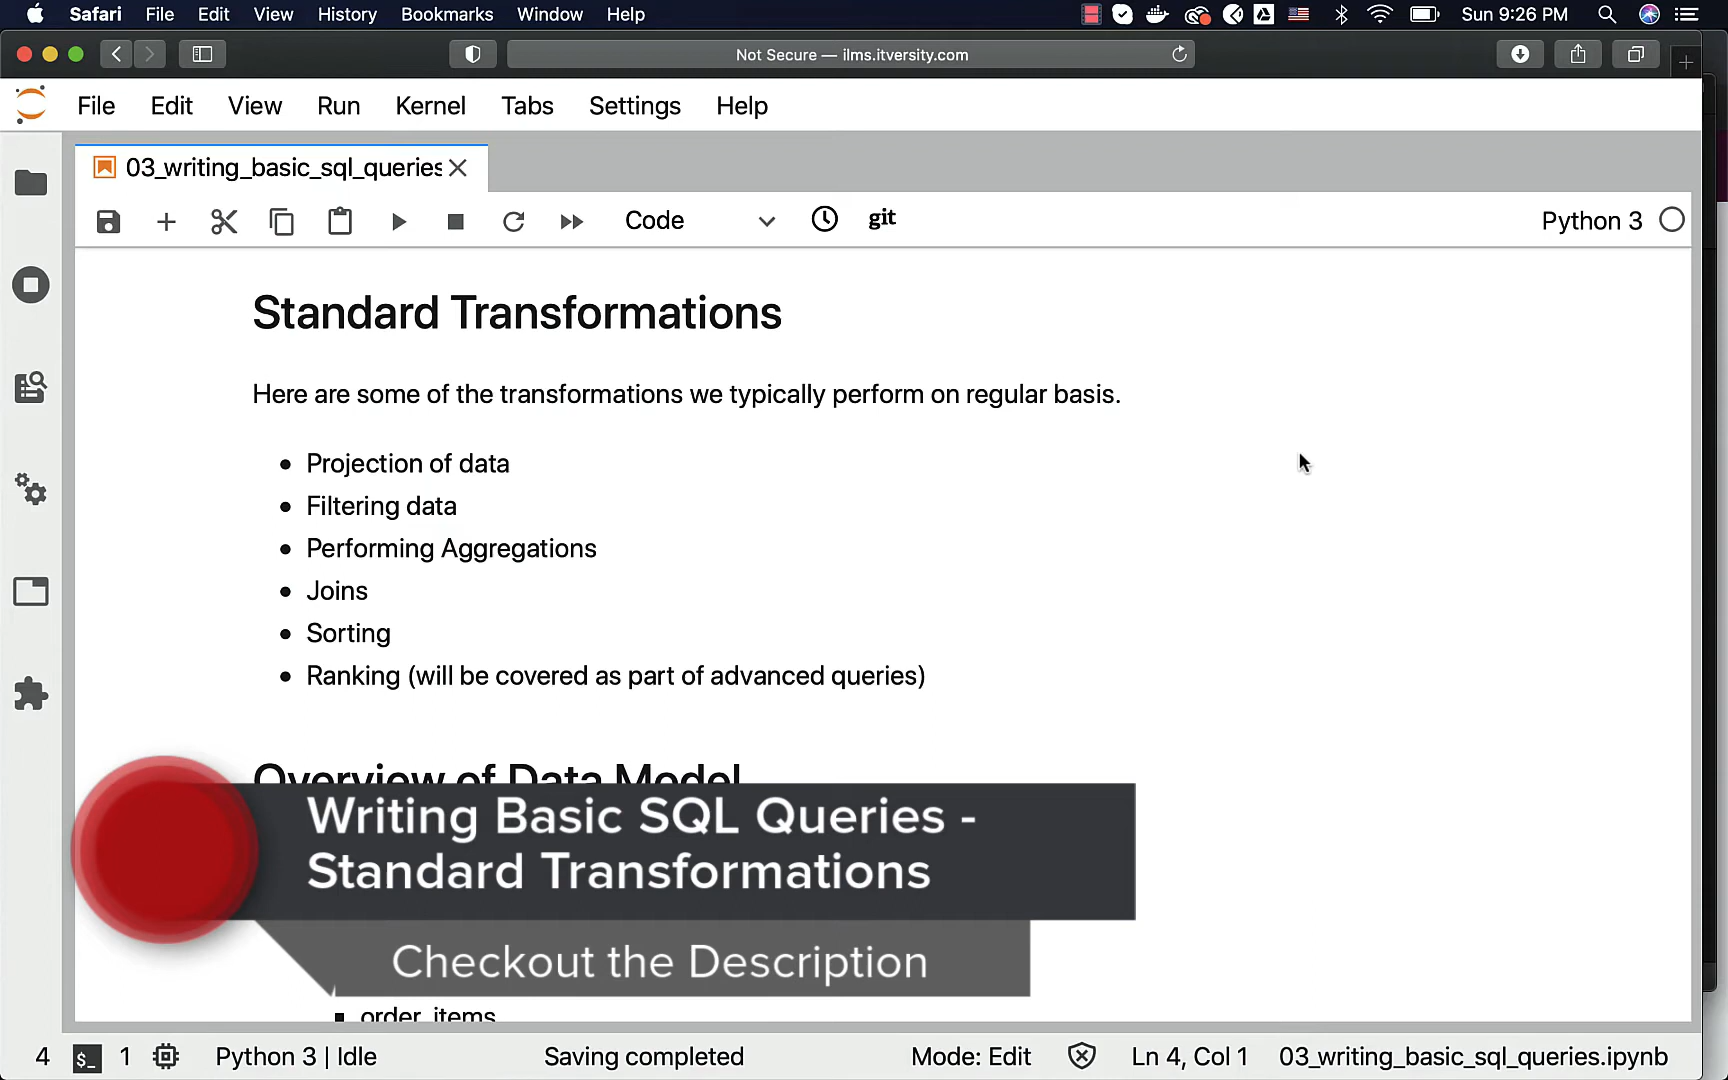 Safari File Edit View History Bookmarks Window Help Sun 9:26 PM
Not Secure — ilms.itversity.com
File Edit View Run Kernel Tabs Settings Help
03_writing_basic_sql_queries
Code git Python 3
Standard Transformations
Here are some of the transformations we typically perform on regular basis.
• Projection of data
• Filtering data
• Performing Aggregations
• Joins
• Sorting
• Ranking (will be covered as part of advanced queries)
Overview of Data Model
Writing Basic SQL Queries -
Standard Transformations
Checkout the Description
▪ order_items
4 $_ 1 Python 3 | Idle Saving completed Mode: Edit Ln 4, Col 1 03_writing_basic_sql_queries.ipynb